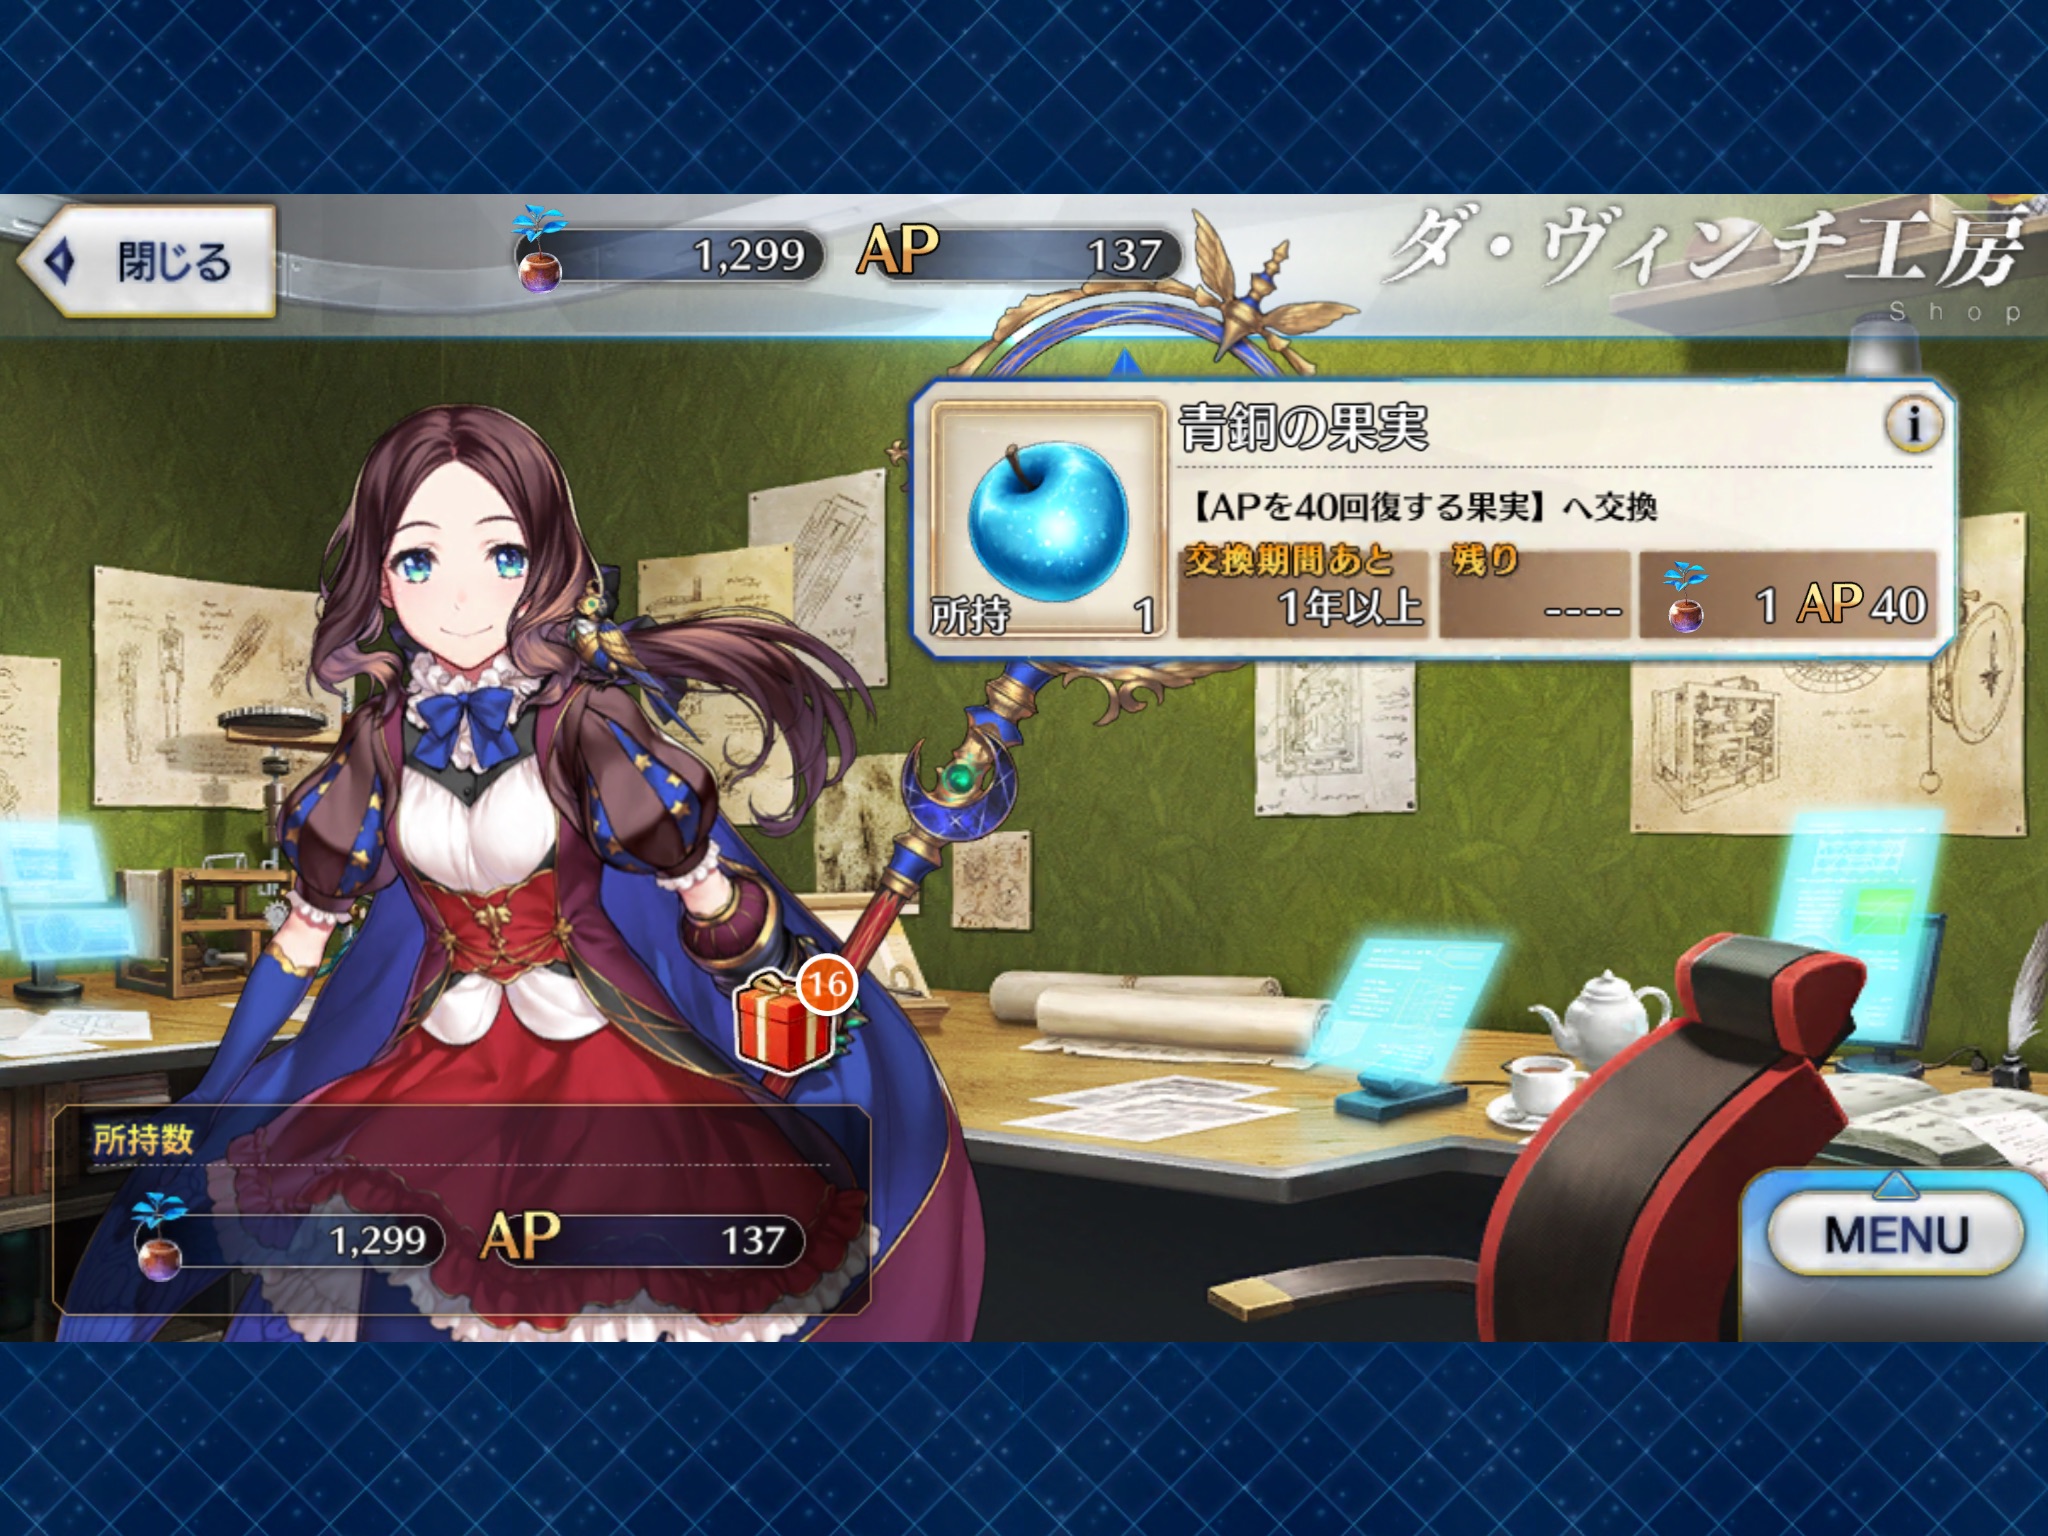 閉じる
1,299
AP 137
ダ・ヴィンチ工房
Shop
青銅の果実
i
【APを40回復する果実】へ交換
所持 1
交換期間あと
1年以上
残り
----
1 AP 40
16
所持数
1,299
AP 137
MENU